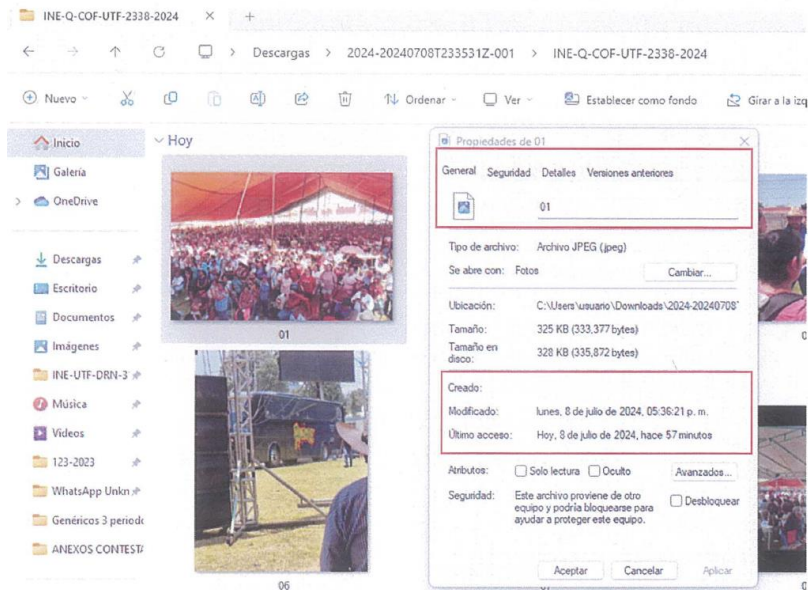 INE-Q-COF-UTF-2338-2024
Descargas > 2024-20240708T233531Z-001 > INE-Q-COF-UTF-2338-2024
Nuevo
Ordenar
Ver
Establecer como fondo
Girar a la izq
Inicio
Galería
OneDrive
Descargas
Escritorio
Documentos
Imágenes
INE-UTF-DRN-3
Música
Videos
123-2023
WhatsApp Unkn
Genéricos 3 periodo
ANEXOS CONTESTA
Hoy
01
06
Propiedades de 01
General Seguridad Detalles Versiones anteriores
01
Tipo de archivo: Archivo JPEG (.jpeg)
Se abre con: Fotos Cambiar...
Ubicación: C:\Users\usuario\Downloads\2024-20240708T
Tamaño: 325 KB (333,377 bytes)
Tamaño en disco: 328 KB (335,872 bytes)
Creado:
Modificado: lunes, 8 de julio de 2024, 05:36:21 p. m.
Último acceso: Hoy, 8 de julio de 2024, hace 57 minutos
Atributos: Solo lectura Oculto Avanzados...
Seguridad: Este archivo proviene de otro
equipo y podría bloquearse para
ayudar a proteger este equipo.
Desbloquear
Aceptar Cancelar Aplicar